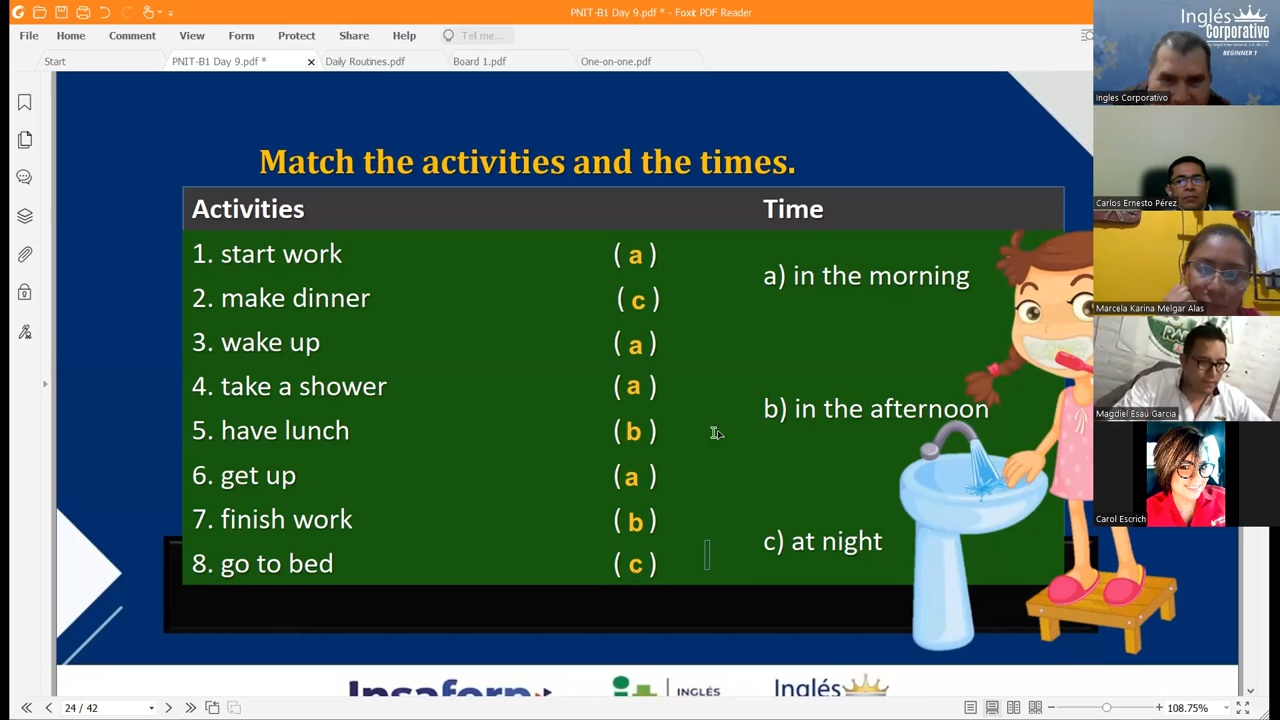 PNIT-B1 Day 9.pdf * - Foxit PDF Reader
File Home Comment View Form Protect Share Help Tell me...
Start PNIT-B1 Day 9.pdf * Daily Routines.pdf Board 1.pdf One-on-one.pdf
Inglés
Corporativo
BEGINNER 1
Ingles Corporativo
Carlos Ernesto Pérez
Marcela Karina Melgar Alas
Magdiel Esaú Garcia
Carol Escrich
Match the activities and the times.
Activities Time
1. start work ( a )
2. make dinner ( c )
3. wake up ( a )
4. take a shower ( a )
5. have lunch ( b )
6. get up ( a )
7. finish work ( b )
8. go to bed ( c )
a) in the morning
b) in the afternoon
c) at night
Insaforp INGLÉS Inglés
24 / 42 108.75%